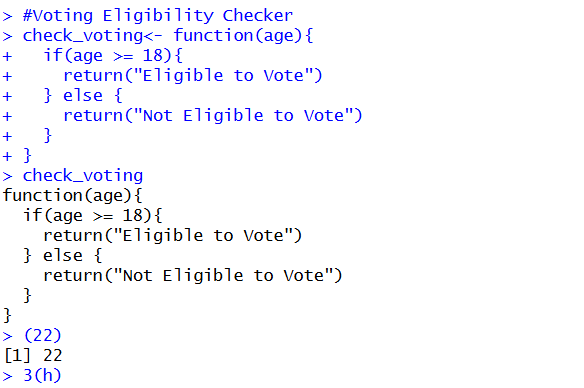 > #Voting Eligibility Checker
> check_voting<- function(age){
+   if(age >= 18){
+     return("Eligible to Vote")
+   } else {
+     return("Not Eligible to Vote")
+   }
+ }
> check_voting
function(age){
  if(age >= 18){
    return("Eligible to Vote")
  } else {
    return("Not Eligible to Vote")
  }
}
> (22)
[1] 22
> 3(h)